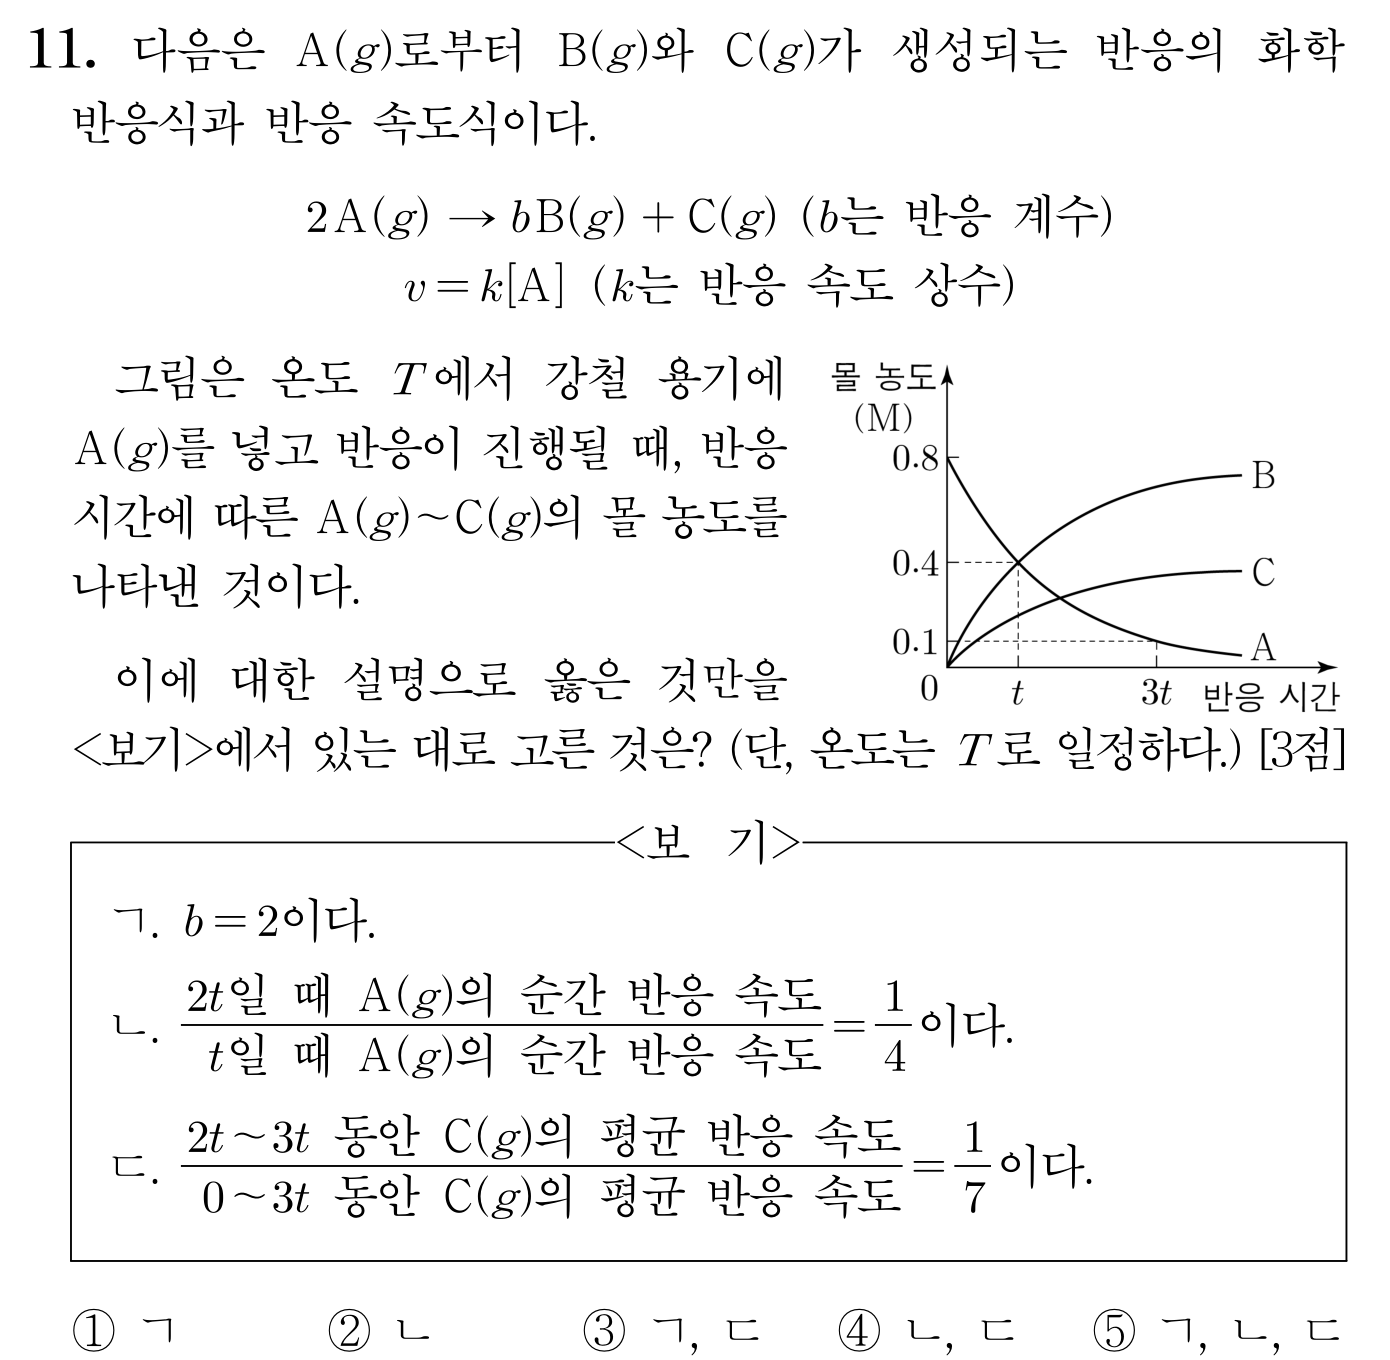 11. 다음은 A(g)로부터 B(g)와 C(g)가 생성되는 반응의 화학
반응식과 반응 속도식이다.
2A(g) → bB(g) + C(g) (b는 반응 계수)
v = k[A] (k는 반응 속도 상수)
그림은 온도 T에서 강철 용기에
A(g)를 넣고 반응이 진행될 때, 반응
시간에 따른 A(g)~C(g)의 몰 농도를
나타낸 것이다.
몰 농도
(M)
0.8
0.4
0.1
0
t
3t
반응 시간
B
C
A
이에 대한 설명으로 옳은 것만을
<보기>에서 있는 대로 고른 것은? (단, 온도는 T로 일정하다.) [3점]
<보 기>
ㄱ. b = 2이다.
ㄴ. 2t일 때 A(g)의 순간 반응 속도 / t일 때 A(g)의 순간 반응 속도 = 1/4 이다.
ㄷ. 2t~3t 동안 C(g)의 평균 반응 속도 / 0~3t 동안 C(g)의 평균 반응 속도 = 1/7 이다.
① ㄱ ② ㄴ ③ ㄱ, ㄷ ④ ㄴ, ㄷ ⑤ ㄱ, ㄴ, ㄷ